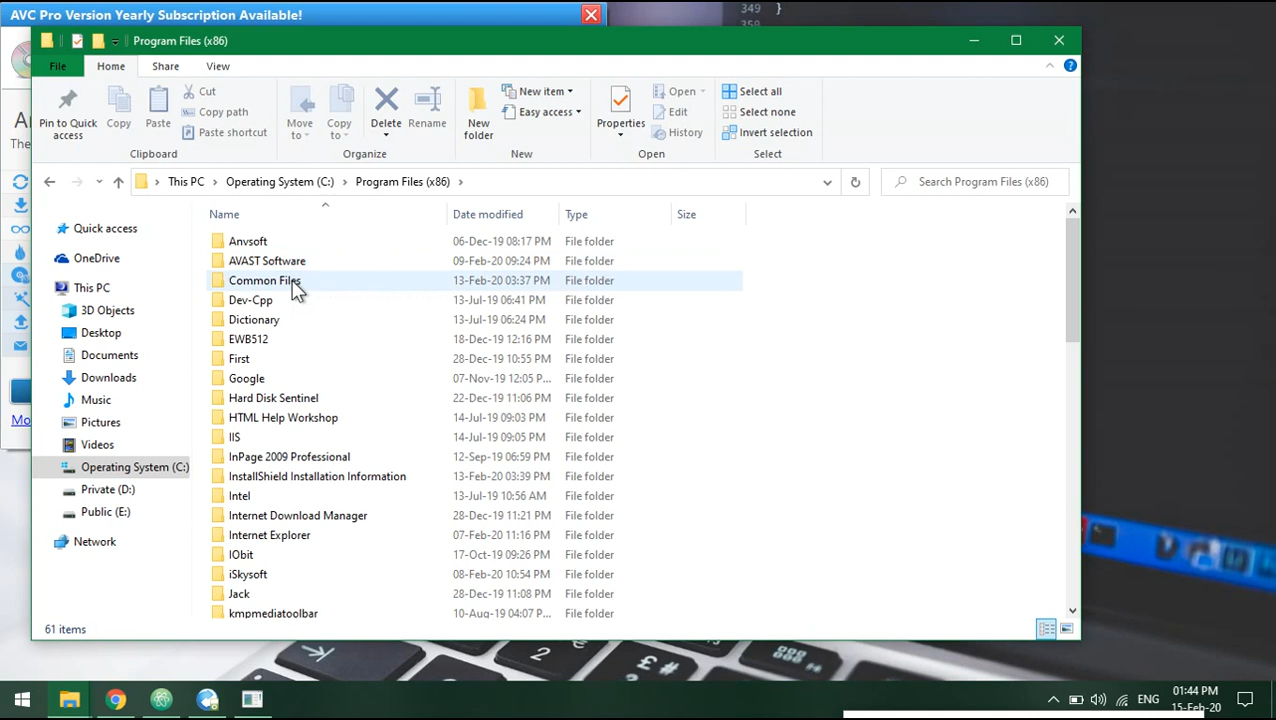 AVC Pro Version Yearly Subscription Available!
349 }
350
Program Files (x86)
File Home Share View
Pin to Quick access
Copy
Paste
Cut
Copy path
Paste shortcut
Clipboard
Move to
Copy to
Delete
Rename
Organize
New folder
New item
Easy access
New
Properties
Open
Edit
History
Open
Select all
Select none
Invert selection
Select
This PC > Operating System (C:) > Program Files (x86) >
Search Program Files (x86)
Name Date modified Type Size
Quick access
OneDrive
This PC
3D Objects
Desktop
Documents
Downloads
Music
Pictures
Videos
Operating System (C:)
Private (D:)
Public (E:)
Network
Anvsoft 06-Dec-19 08:17 PM File folder
AVAST Software 09-Feb-20 09:24 PM File folder
Common Files 13-Feb-20 03:37 PM File folder
Dev-Cpp 13-Jul-19 06:41 PM File folder
Dictionary 13-Jul-19 06:24 PM File folder
EWB512 18-Dec-19 12:16 PM File folder
First 28-Dec-19 10:55 PM File folder
Google 07-Nov-19 12:05 P... File folder
Hard Disk Sentinel 22-Dec-19 11:06 PM File folder
HTML Help Workshop 14-Jul-19 09:03 PM File folder
IIS 14-Jul-19 09:05 PM File folder
InPage 2009 Professional 12-Sep-19 06:59 PM File folder
InstallShield Installation Information 13-Feb-20 03:39 PM File folder
Intel 13-Jul-19 10:56 AM File folder
Internet Download Manager 28-Dec-19 11:21 PM File folder
Internet Explorer 07-Feb-20 11:16 PM File folder
IObit 17-Oct-19 09:26 PM File folder
iSkysoft 08-Feb-20 10:54 PM File folder
Jack 28-Dec-19 11:08 PM File folder
kmpmediatoolbar 10-Aug-19 04:07 P... File folder
61 items
2
£
#
ENG
01:44 PM
15-Feb-20